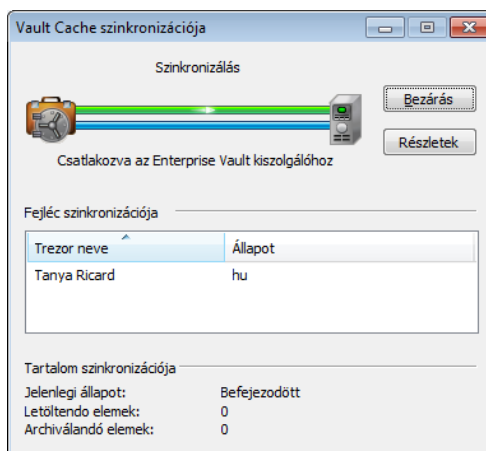 Vault Cache szinkronizációja
Szinkronizálás
Bezárás
Részletek
Csatlakozva az Enterprise Vault kiszolgálóhoz
Fejléc szinkronizációja
Trezor neve Állapot
Tanya Ricard hu
Tartalom szinkronizációja
Jelenlegi állapot: Befejezodött
Letöltendo elemek: 0
Archiválandó elemek: 0